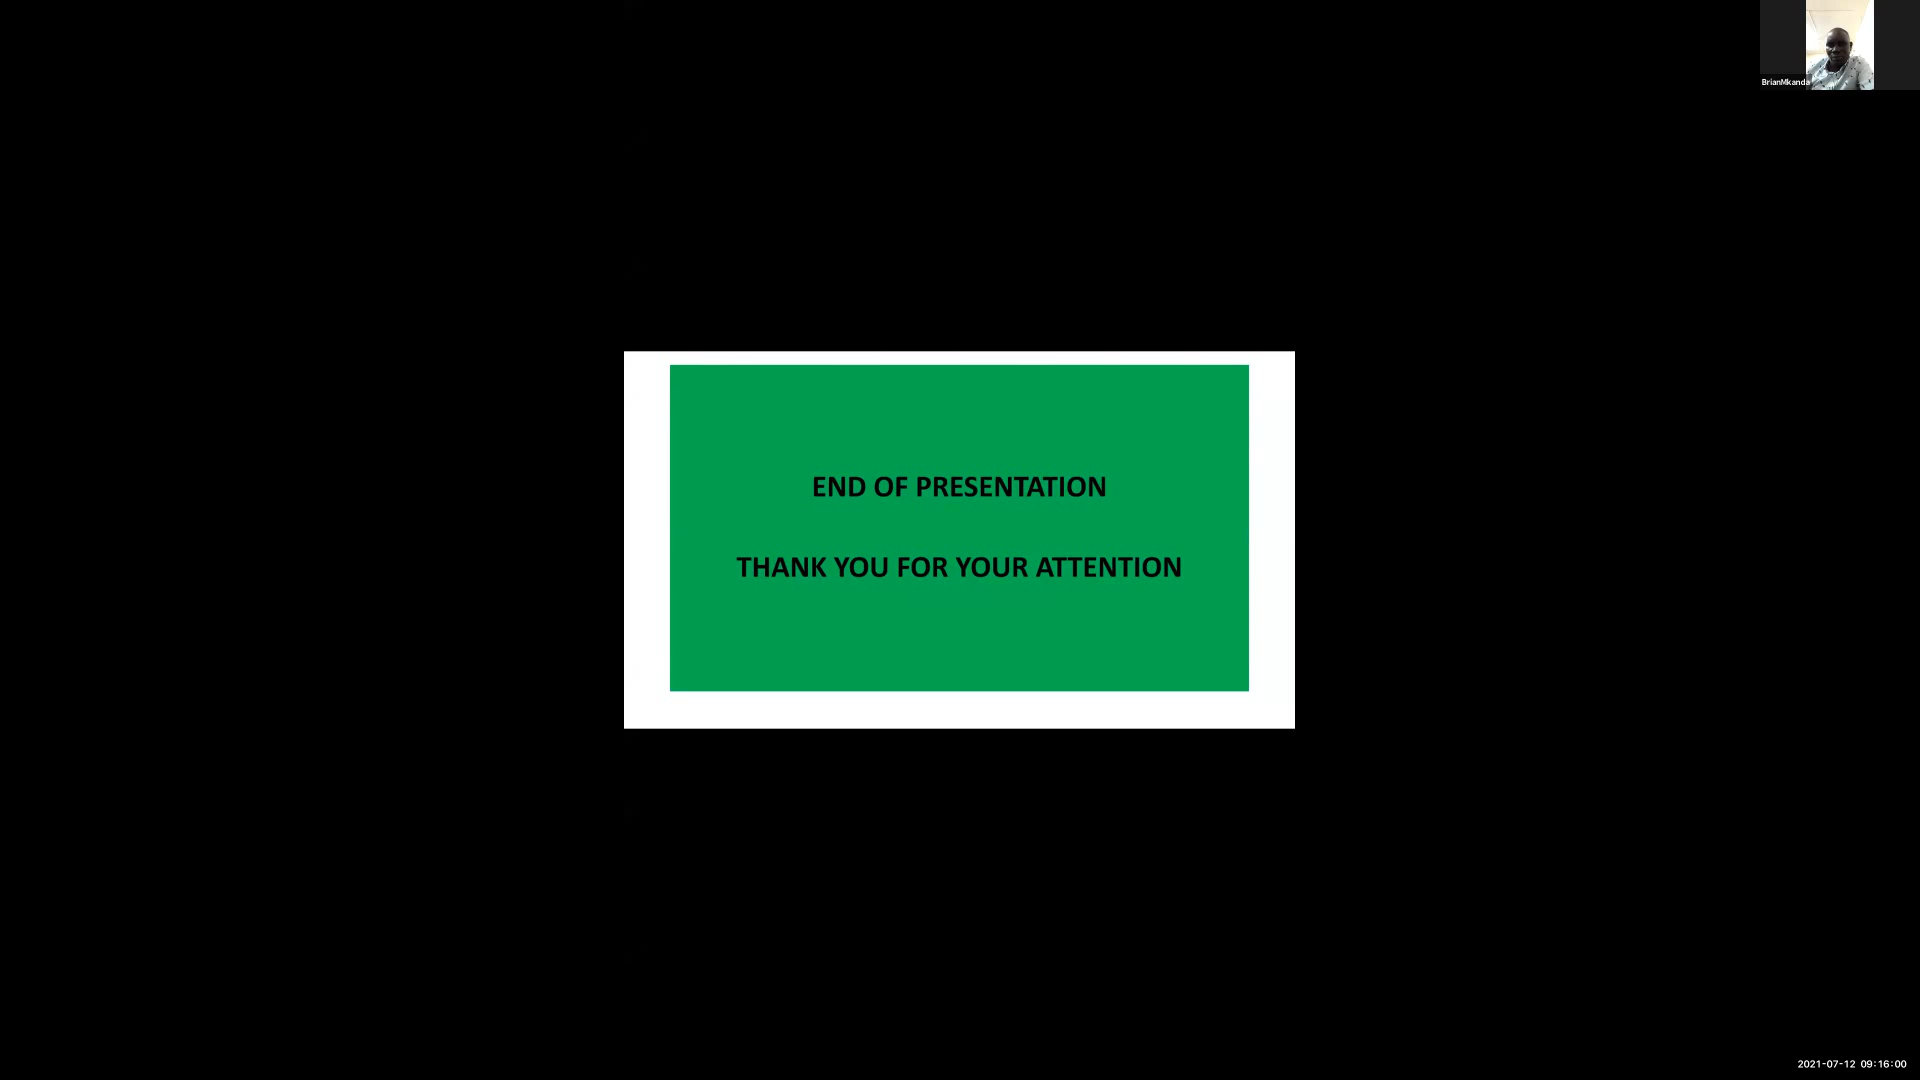 BrianMkanda
END OF PRESENTATION
THANK YOU FOR YOUR ATTENTION
2021-07-12 09:16:00